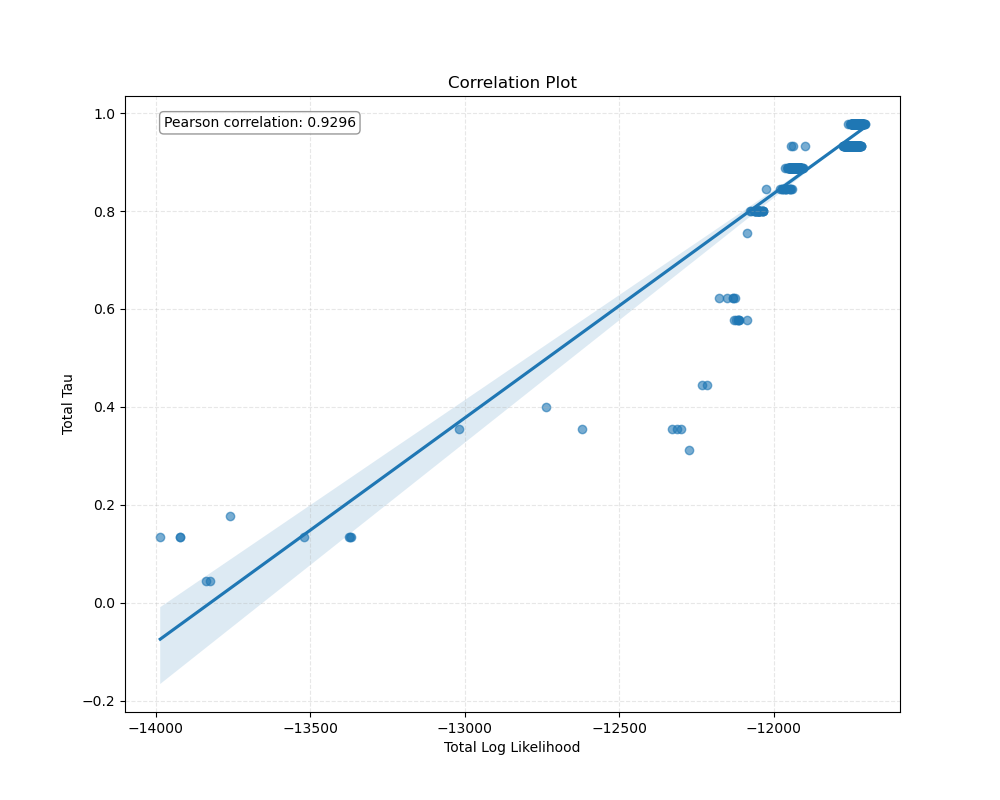 Correlation Plot
Pearson correlation: 0.9296
1.0
0.8
0.6
0.4
0.2
0.0
−0.2
Total Tau
−14000 −13500 −13000 −12500 −12000
Total Log Likelihood